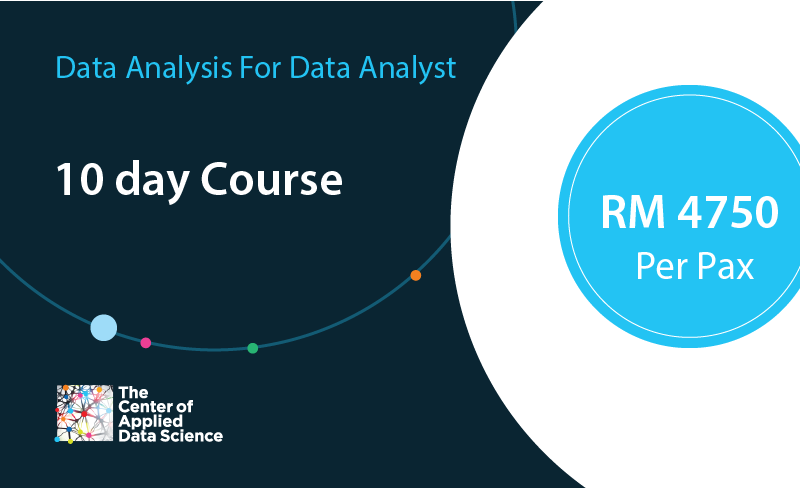 Data Analysis For Data Analyst
10 day Course
RM 4750
Per Pax
The
Center of
Applied
Data Science